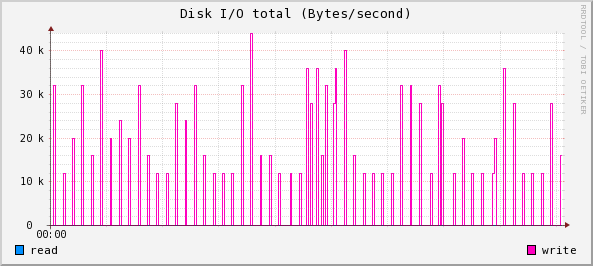 Disk I/O total (Bytes/second)
RRDTOOL / TOBI OETIKER
40 k
30 k
20 k
10 k
0
00:00
read
write